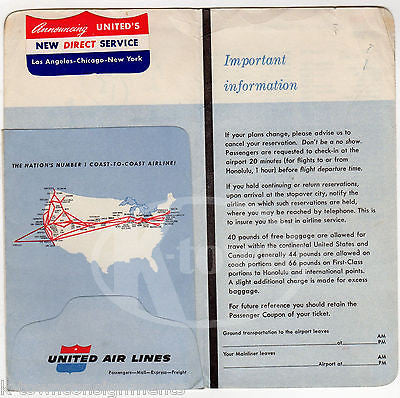 Announcing UNITED'S
NEW DIRECT SERVICE
Los Angeles-Chicago-New York
THE NATION'S NUMBER 1 COAST-TO-COAST AIRLINE!
UNITED AIR LINES
Passengers—Mail—Express—Freight
Important
information
If your plans change, please advise us to
cancel your reservation. Don't be a no show.
Passengers are requested to check-in at the
airport 20 minutes (for flights to or from
Honolulu, 1 hour) before flight departure time.
If you hold continuing or return reservations,
upon arrival at the stopover city, notify the
airline on which such reservations are held,
where you may be reached by telephone. This is
to insure you the best in airline service.
40 pounds of free baggage are allowed for
travel within the continental United States and
Canada; generally 44 pounds are allowed on
coach portions and 66 pounds on First-Class
portions to Honolulu and international points.
A slight additional charge is made for excess
baggage.
For future reference you should retain the
Passenger Coupon of your ticket.
Ground transportation to the airport leaves
AM
at PM
Your Mainliner leaves
AM
Airport at PM